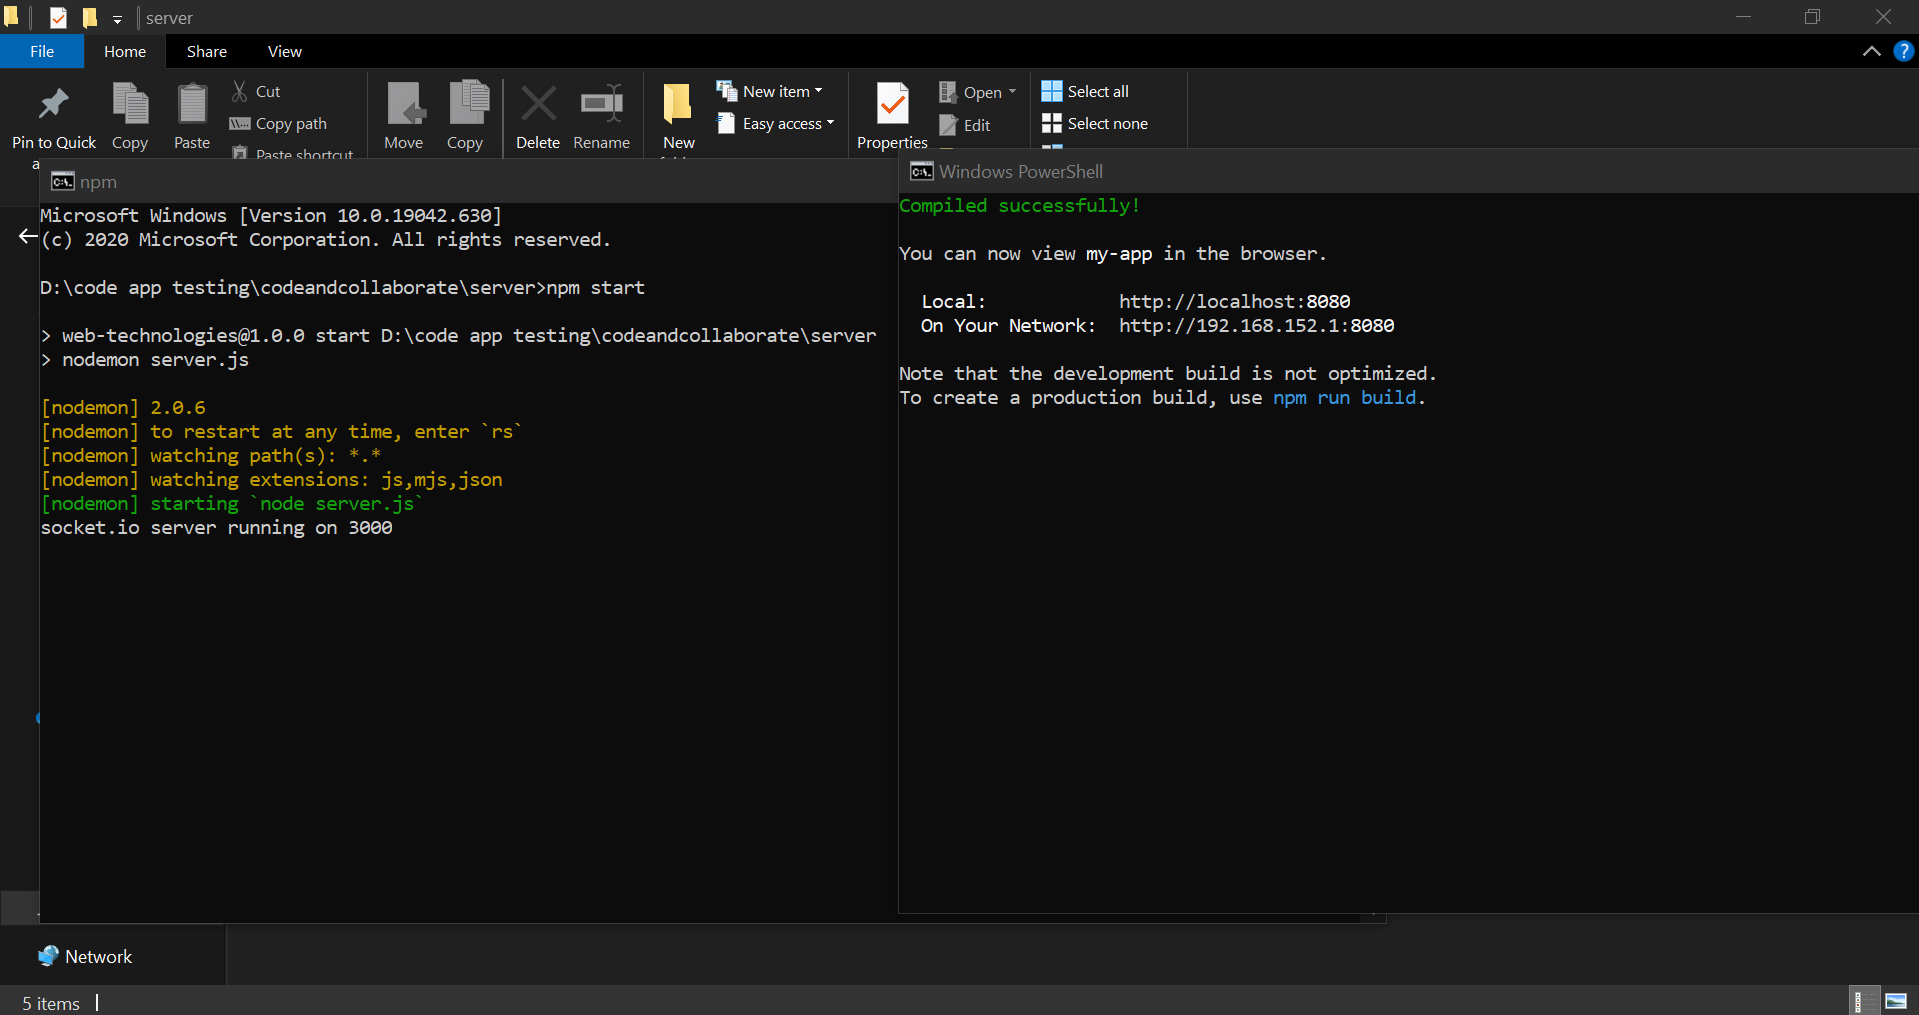 server
File Home Share View
Pin to Quick
a
Copy
Paste
Cut
Copy path
Paste shortcut
Move
Copy
Delete
Rename
New
New item
Easy access
Properties
Open
Edit
Select all
Select none
npm
Microsoft Windows [Version 10.0.19042.630]
(c) 2020 Microsoft Corporation. All rights reserved.
D:\code app testing\codeandcollaborate\server>npm start
> web-technologies@1.0.0 start D:\code app testing\codeandcollaborate\server
> nodemon server.js
[nodemon] 2.0.6
[nodemon] to restart at any time, enter `rs`
[nodemon] watching path(s): *.*
[nodemon] watching extensions: js,mjs,json
[nodemon] starting `node server.js`
socket.io server running on 3000
Windows PowerShell
Compiled successfully!
You can now view my-app in the browser.
Local: http://localhost:8080
On Your Network: http://192.168.152.1:8080
Note that the development build is not optimized.
To create a production build, use npm run build.
Network
5 items